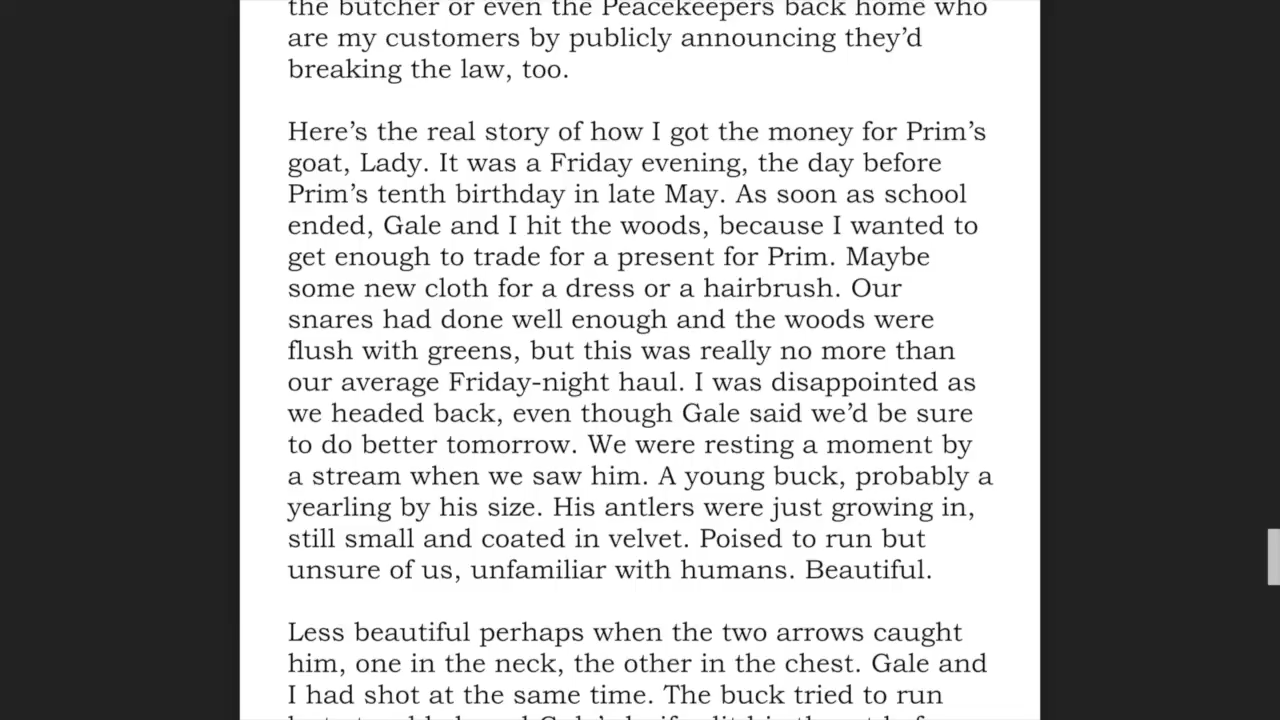 the butcher or even the Peacekeepers back home who
are my customers by publicly announcing they’d
breaking the law, too.
Here’s the real story of how I got the money for Prim’s
goat, Lady. It was a Friday evening, the day before
Prim’s tenth birthday in late May. As soon as school
ended, Gale and I hit the woods, because I wanted to
get enough to trade for a present for Prim. Maybe
some new cloth for a dress or a hairbrush. Our
snares had done well enough and the woods were
flush with greens, but this was really no more than
our average Friday-night haul. I was disappointed as
we headed back, even though Gale said we’d be sure
to do better tomorrow. We were resting a moment by
a stream when we saw him. A young buck, probably a
yearling by his size. His antlers were just growing in,
still small and coated in velvet. Poised to run but
unsure of us, unfamiliar with humans. Beautiful.
Less beautiful perhaps when the two arrows caught
him, one in the neck, the other in the chest. Gale and
I had shot at the same time. The buck tried to run